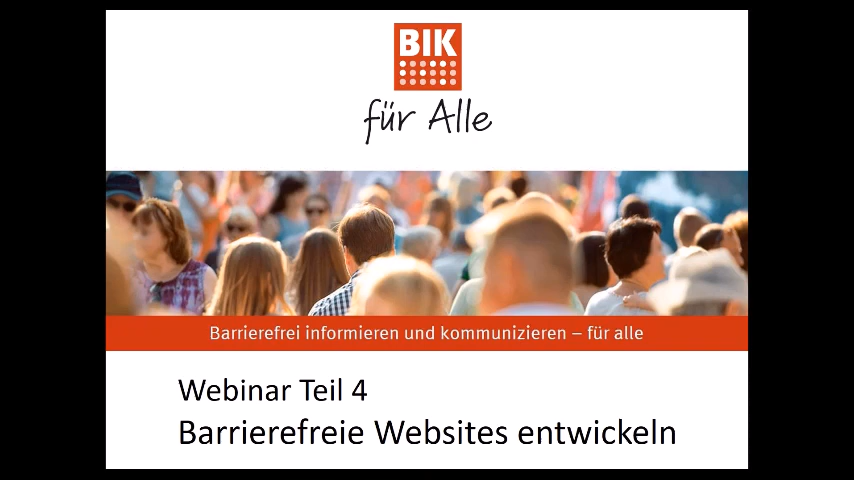 BIK
für Alle
Barrierefrei informieren und kommunizieren – für alle
Webinar Teil 4
Barrierefreie Websites entwickeln